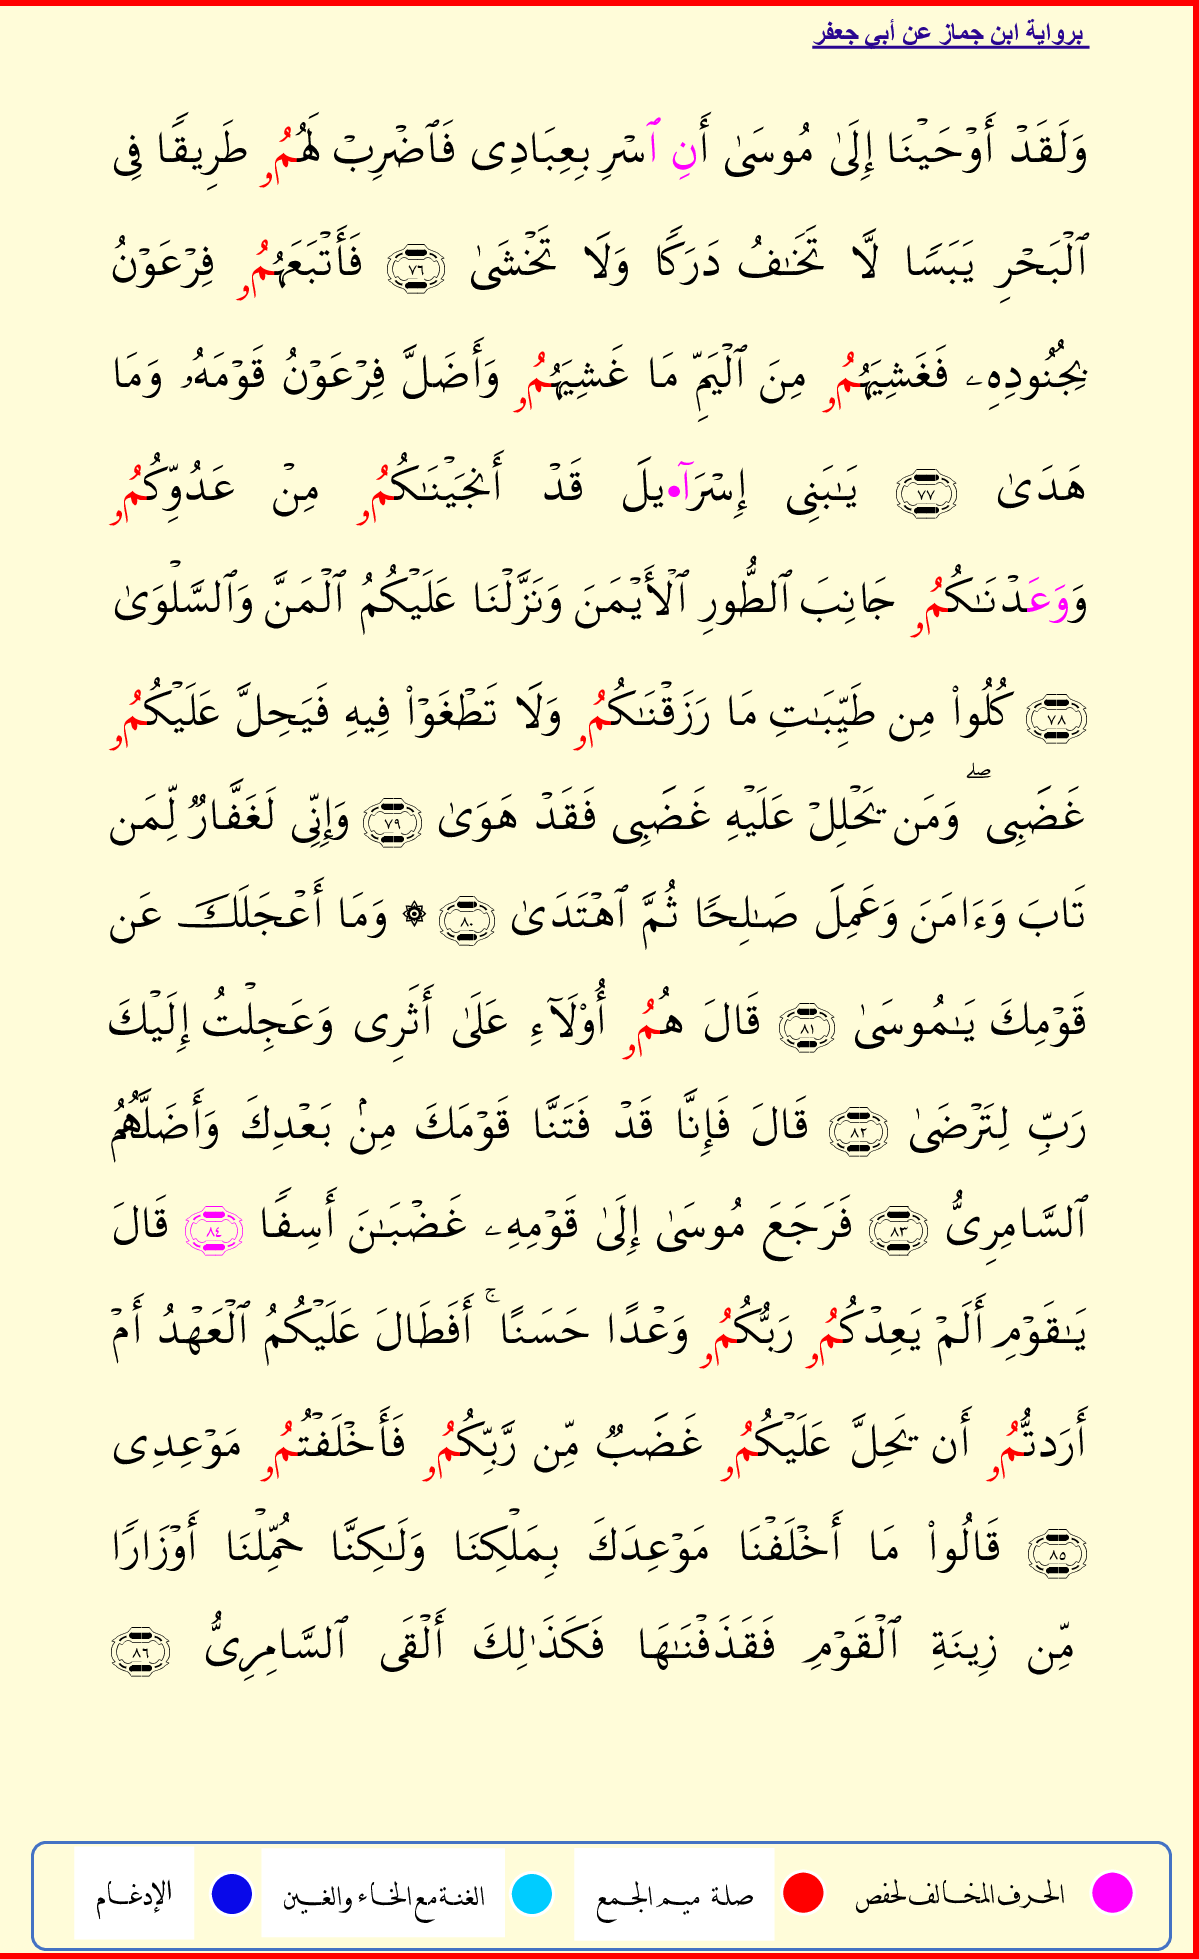 برواية ابن جماز عن أبي جعفر
وَلَقَدۡ أَوۡحَيۡنَا إِلَىٰ مُوسَىٰ أَنِ ٱسۡرِ بِعِبَادِى فَٱضۡرِبۡ لَهُمُۥ طَرِيقًا فِى
ٱلۡبَحۡرِ يَبَسًا لَّا تَخَٰفُ دَرَكًا وَلَا تَخۡشَىٰ ٧٦ فَأَتۡبَعَهُمُۥ فِرۡعَوۡنُ
بِجُنُودِهِۦ فَغَشِيَهُمُۥ مِنَ ٱلۡيَمِّ مَا غَشِيَهُمُۥ وَأَضَلَّ فِرۡعَوۡنُ قَوۡمَهُۥ وَمَا
هَدَىٰ ٧٧ يَٰبَنِى إِسۡرَآ•يلَ قَدۡ أَنجَيۡنَٰكُمُۥ مِنۡ عَدُوِّكُمُۥ
وَوَعَدۡنَٰكُمُۥ جَانِبَ ٱلطُّورِ ٱلۡأَيۡمَنَ وَنَزَّلۡنَا عَلَيۡكُمُ ٱلۡمَنَّ وَٱلسَّلۡوَىٰ
٧٨ كُلُوا۟ مِن طَيِّبَٰتِ مَا رَزَقۡنَٰكُمُۥ وَلَا تَطۡغَوۡا۟ فِيهِ فَيَحِلَّ عَلَيۡكُمُۥ
غَضَبِىۖ وَمَن يَحۡلِلۡ عَلَيۡهِ غَضَبِى فَقَدۡ هَوَىٰ ٧٩ وَإِنِّى لَغَفَّارٌ لِّمَن
تَابَ وَءَامَنَ وَعَمِلَ صَٰلِحًا ثُمَّ ٱهۡتَدَىٰ ٨٠ ۞ وَمَا أَعۡجَلَكَ عَن
قَوۡمِكَ يَٰمُوسَىٰ ٨١ قَالَ هُمُۥ أُوْلَآءِ عَلَىٰ أَثَرِى وَعَجِلۡتُ إِلَيۡكَ
رَبِّ لِتَرۡضَىٰ ٨٢ قَالَ فَإِنَّا قَدۡ فَتَنَّا قَوۡمَكَ مِنۢ بَعۡدِكَ وَأَضَلَّهُمُ
ٱلسَّامِرِىُّ ٨٣ فَرَجَعَ مُوسَىٰ إِلَىٰ قَوۡمِهِۦ غَضۡبَٰنَ أَسِفًا ٨٤ قَالَ
يَٰقَوۡمِ أَلَمۡ يَعِدۡكُمُۥ رَبُّكُمُۥ وَعۡدًا حَسَنًاۚ أَفَطَالَ عَلَيۡكُمُ ٱلۡعَهۡدُ أَمۡ
أَرَدتُّمُۥ أَن يَحِلَّ عَلَيۡكُمُۥ غَضَبٌ مِّن رَّبِّكُمُۥ فَأَخۡلَفۡتُمُۥ مَوۡعِدِى
٨٥ قَالُوا۟ مَا أَخۡلَفۡنَا مَوۡعِدَكَ بِمَلۡكِنَا وَلَٰكِنَّا حُمِّلۡنَا أَوۡزَارًا
مِّن زِينَةِ ٱلۡقَوۡمِ فَقَذَفۡنَٰهَا فَكَذَٰلِكَ أَلۡقَى ٱلسَّامِرِىُّ ٨٦
الحرف المخالف لحفص صلة ميم الجمع الغنة مع الخاء والغين الإدغام